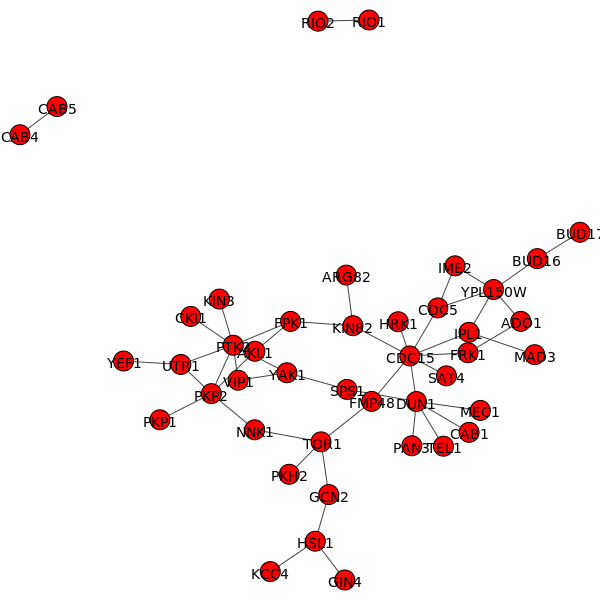 RIO2
RIO1
CAB5
CAB4
BUD17
BUD16
IME2
ARG82
YPL150W
KIN3
CKI1
CDC5
FPK1
KIN82
HRK1
IPL1
ADO1
PTK2
AKL1
CDC15
FRK1
MAD3
YEF1
UTR1
VIP1
YAK1
SAT4
PKP2
SPS1
FMP48
DUN1
MEC1
PKP1
NNK1
TOR1
PAN3
TEL1
CAB1
PKH2
GCN2
HSL1
KCC4
GIN4